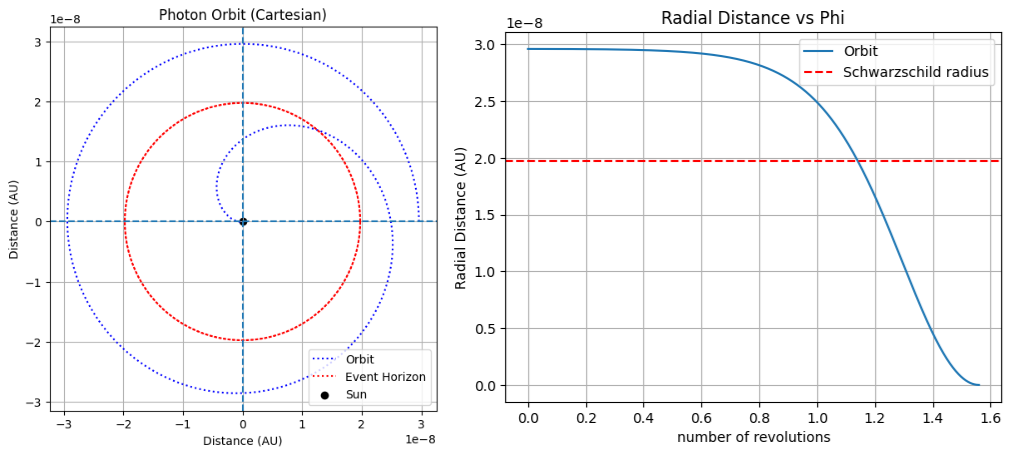 Photon Orbit (Cartesian)
1e−8
3
2
1
0
−1
−2
−3
Distance (AU)
−3
−2
−1
0
1
2
3
1e−8
Distance (AU)
Orbit
Event Horizon
Sun
Radial Distance vs Phi
1e−8
3.0
2.5
2.0
1.5
1.0
0.5
0.0
Radial Distance (AU)
0.0
0.2
0.4
0.6
0.8
1.0
1.2
1.4
1.6
number of revolutions
Orbit
Schwarzschild radius